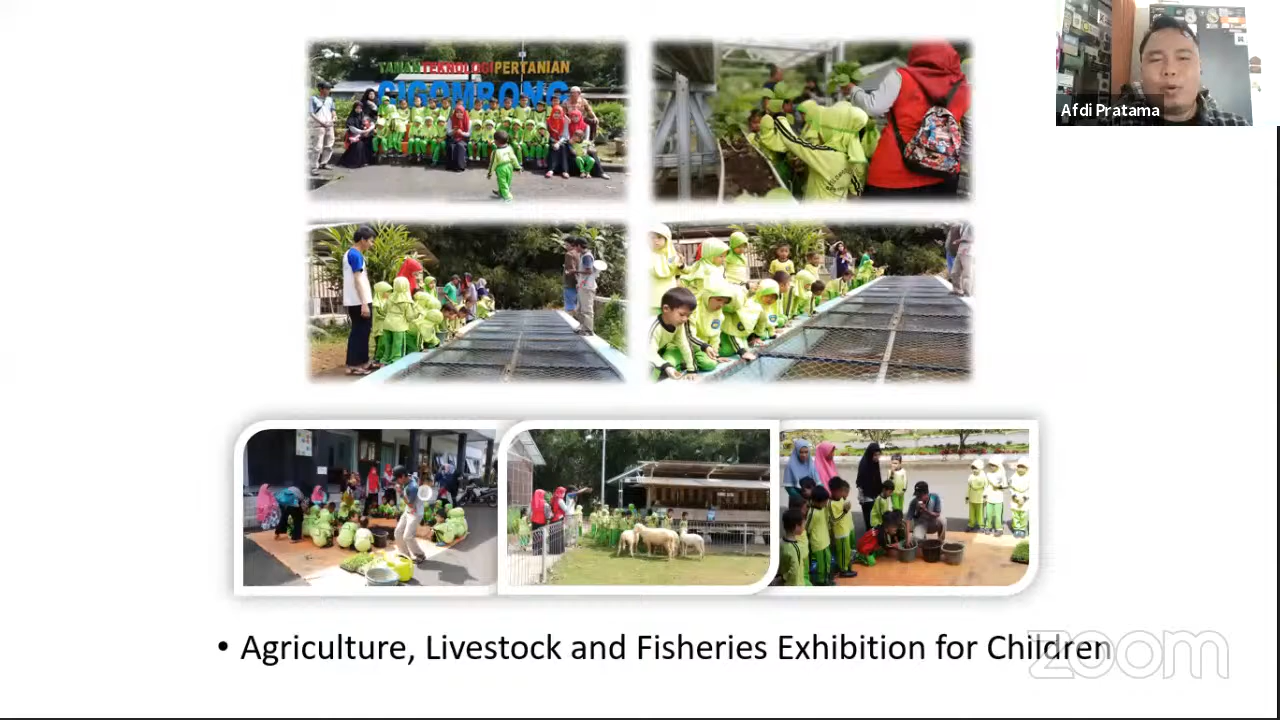 TAMAN TEKNOLOGI PERTANIAN
CIGOMBONG
Afdi Pratama
• Agriculture, Livestock and Fisheries Exhibition for Children
zoom